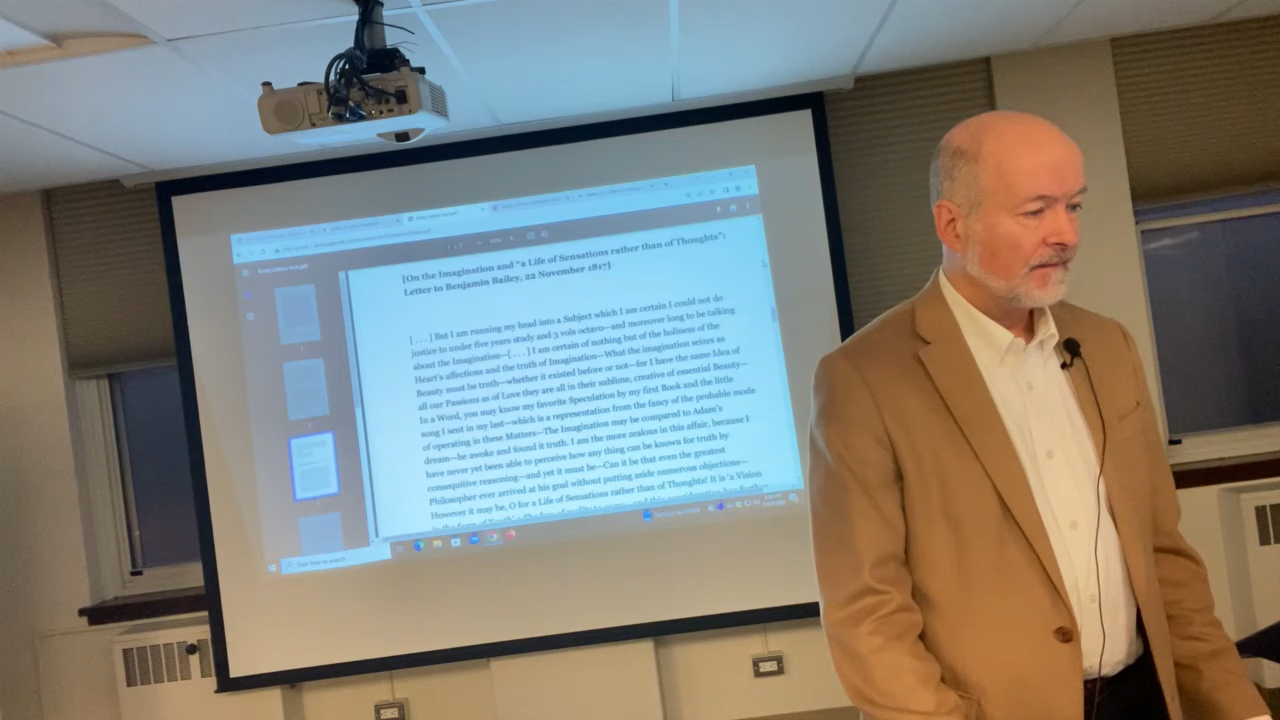 Keats Letters text.pdf
[On the Imagination and "a Life of Sensations rather than of Thoughts":
Letter to Benjamin Bailey, 22 November 1817]
[ . . . ] But I am running my head into a Subject which I am certain I could not do
justice to under five years study and 3 vols octavo—and moreover long to be talking
about the Imagination—[ . . . ] I am certain of nothing but of the holiness of the
Heart's affections and the truth of Imagination—What the imagination seizes as
Beauty must be truth—whether it existed before or not—for I have the same Idea of
all our Passions as of Love they are all in their sublime, creative of essential Beauty—
In a Word, you may know my favorite Speculation by my first Book and the little
song I sent in my last—which is a representation from the fancy of the probable mode
of operating in these Matters—The Imagination may be compared to Adam's
dream—he awoke and found it truth. I am the more zealous in this affair, because I
have never yet been able to perceive how any thing can be known for truth by
consequitive reasoning—and yet it must be—Can it be that even the greatest
Philosopher ever arrived at his goal without putting aside numerous objections—
However it may be, O for a Life of Sensations rather than of Thoughts! It is 'a Vision
Type here to search